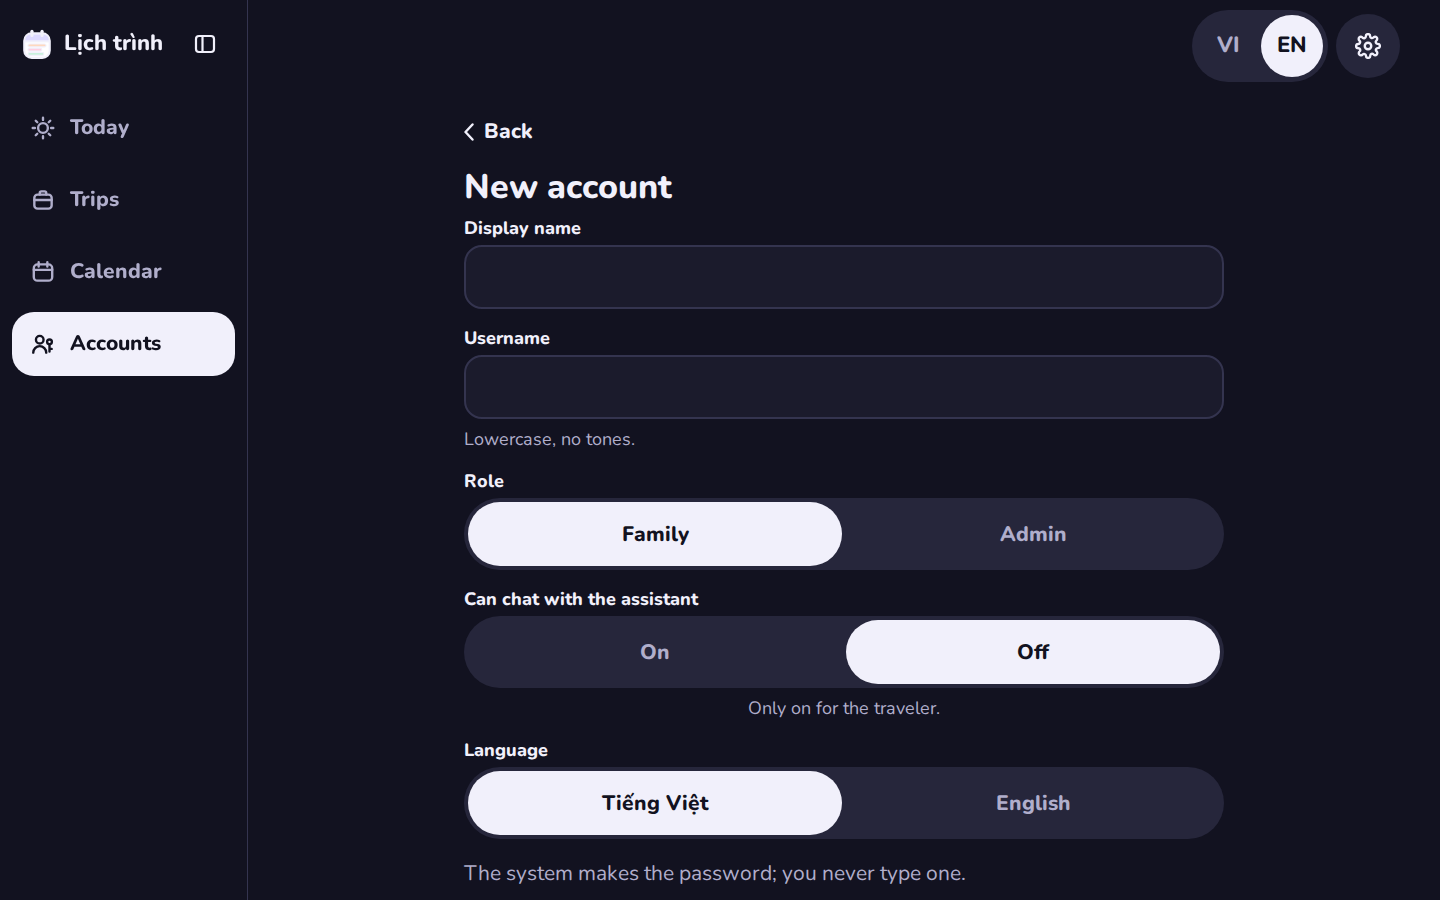 Lịch trình
VI
EN
Today
Trips
Calendar
Accounts
Back
New account
Display name
Username
Lowercase, no tones.
Role
Family
Admin
Can chat with the assistant
On
Off
Only on for the traveler.
Language
Tiếng Việt
English
The system makes the password; you never type one.